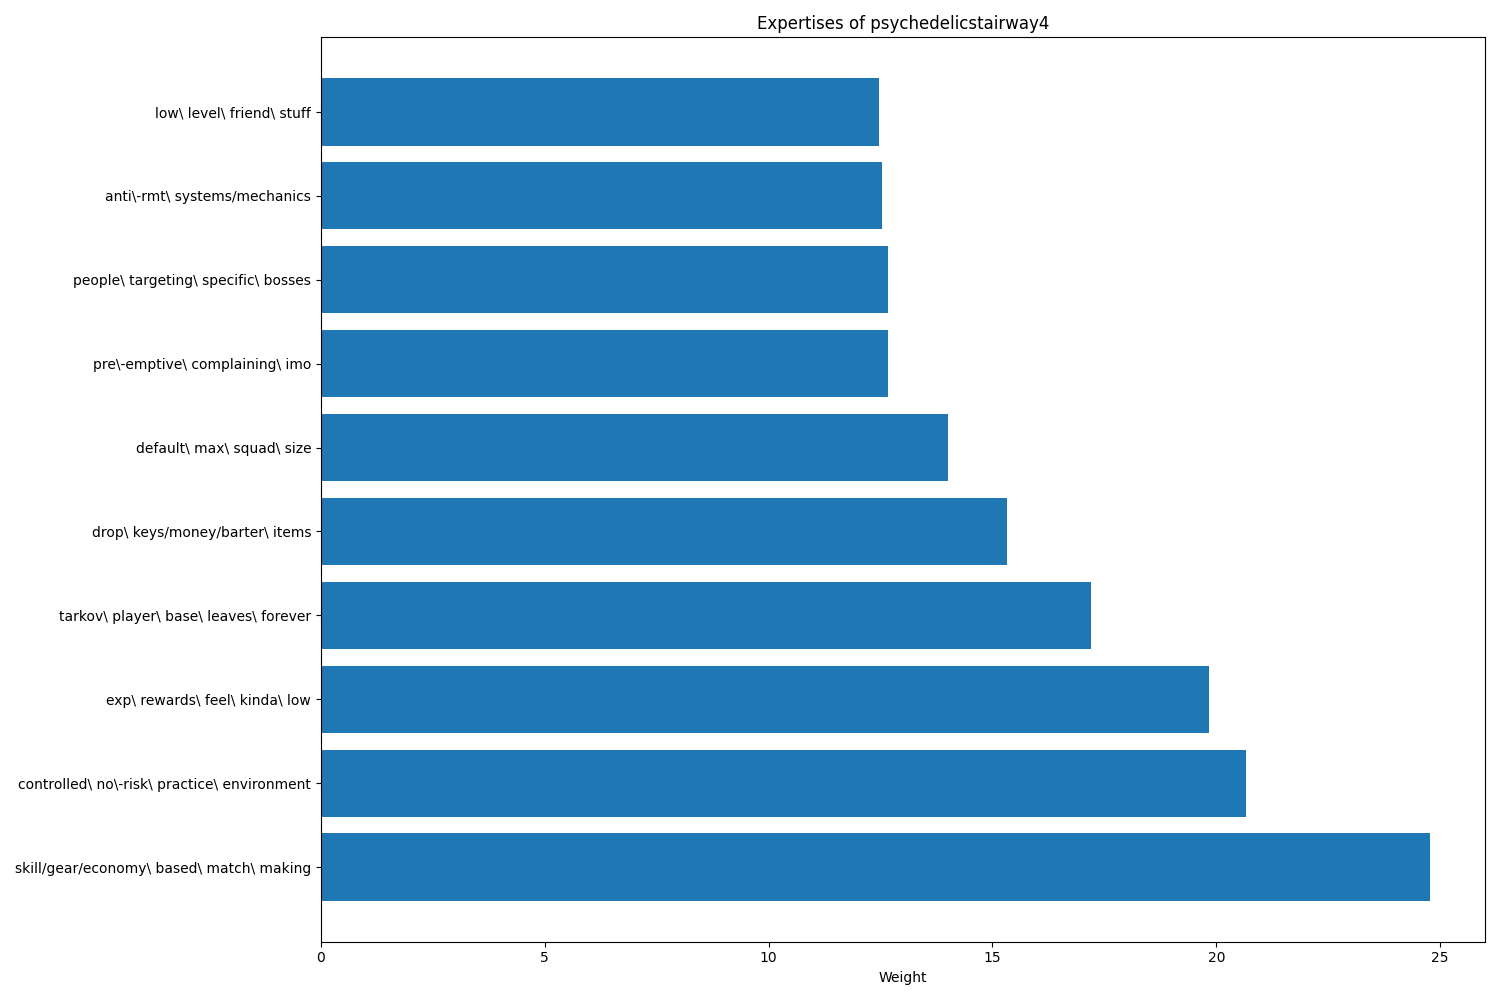 Expertises of psychedelicstairway4
low\ level\ friend\ stuff
anti\-rmt\ systems/mechanics
people\ targeting\ specific\ bosses
pre\-emptive\ complaining\ imo
default\ max\ squad\ size
drop\ keys/money/barter\ items
tarkov\ player\ base\ leaves\ forever
exp\ rewards\ feel\ kinda\ low
controlled\ no\-risk\ practice\ environment
skill/gear/economy\ based\ match\ making
0 5 10 15 20 25
Weight